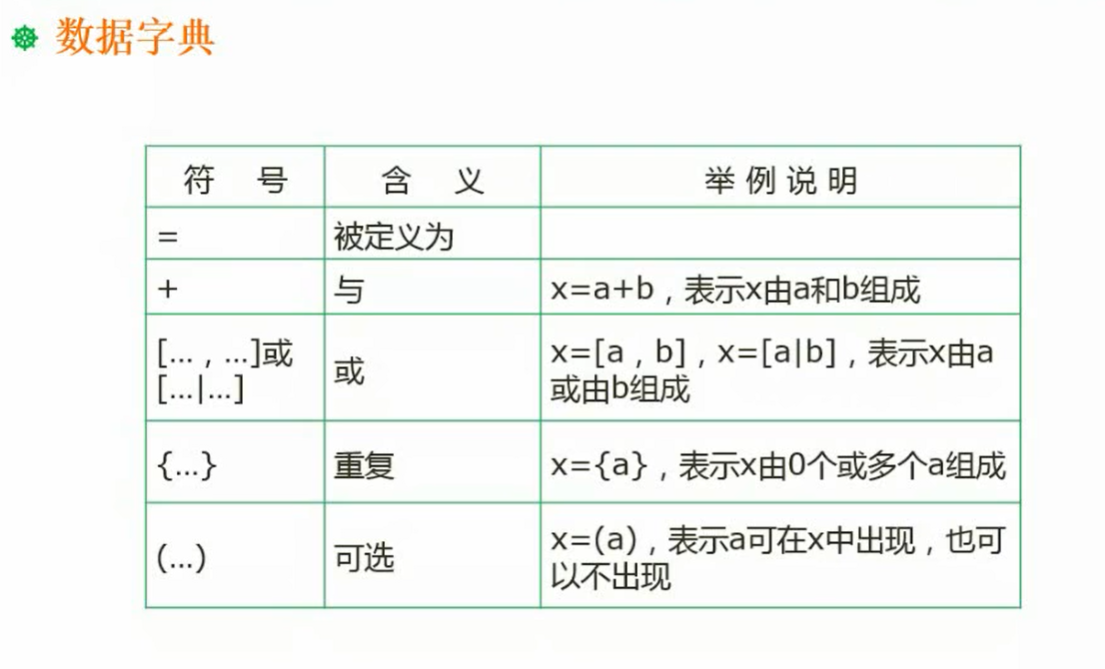 数据字典
符 号 含 义 举 例 说 明
= 被定义为
+ 与 x=a+b，表示x由a和b组成
[…，…]或
[…|…]
或
x=[a，b]，x=[a|b]，表示x由a
或由b组成
{…} 重复 x={a}，表示x由0个或多个a组成
(…) 可选
x=(a)，表示a可在x中出现，也可
以不出现